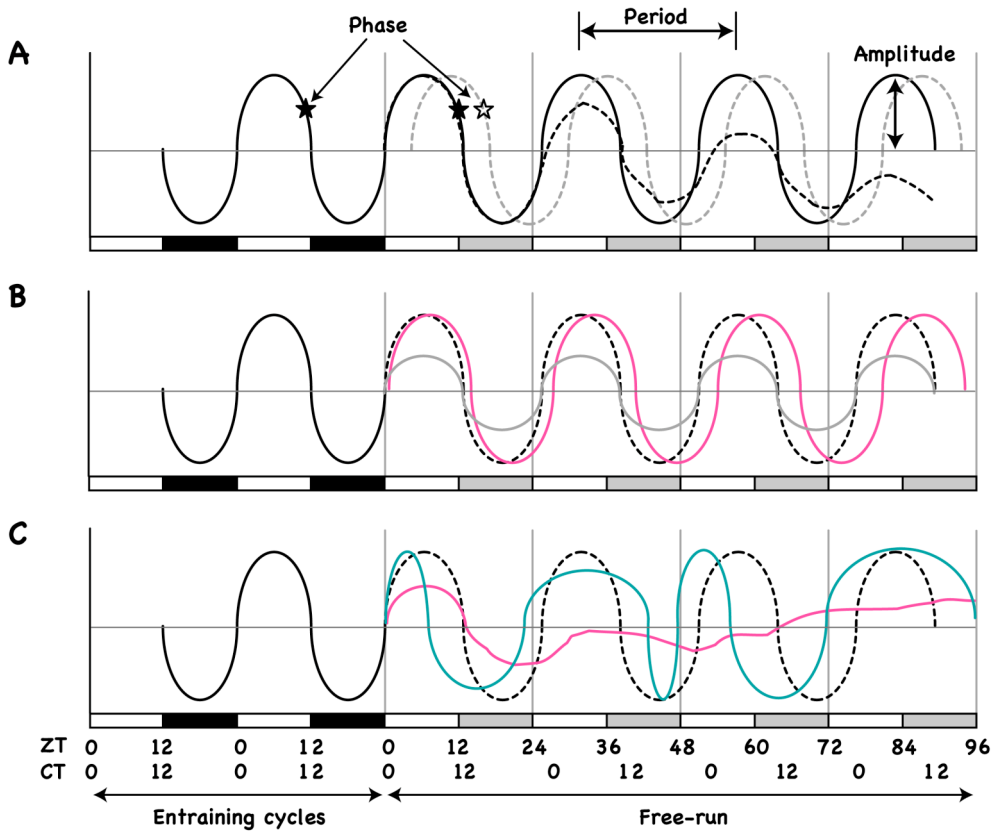 Phase
Period
A
Amplitude
B
C
ZT 0 12 0 12 0 12 24 36 48 60 72 84 96
CT 0 12 0 12 0 12 0 12 0 12 0 12
Entraining cycles
Free-run